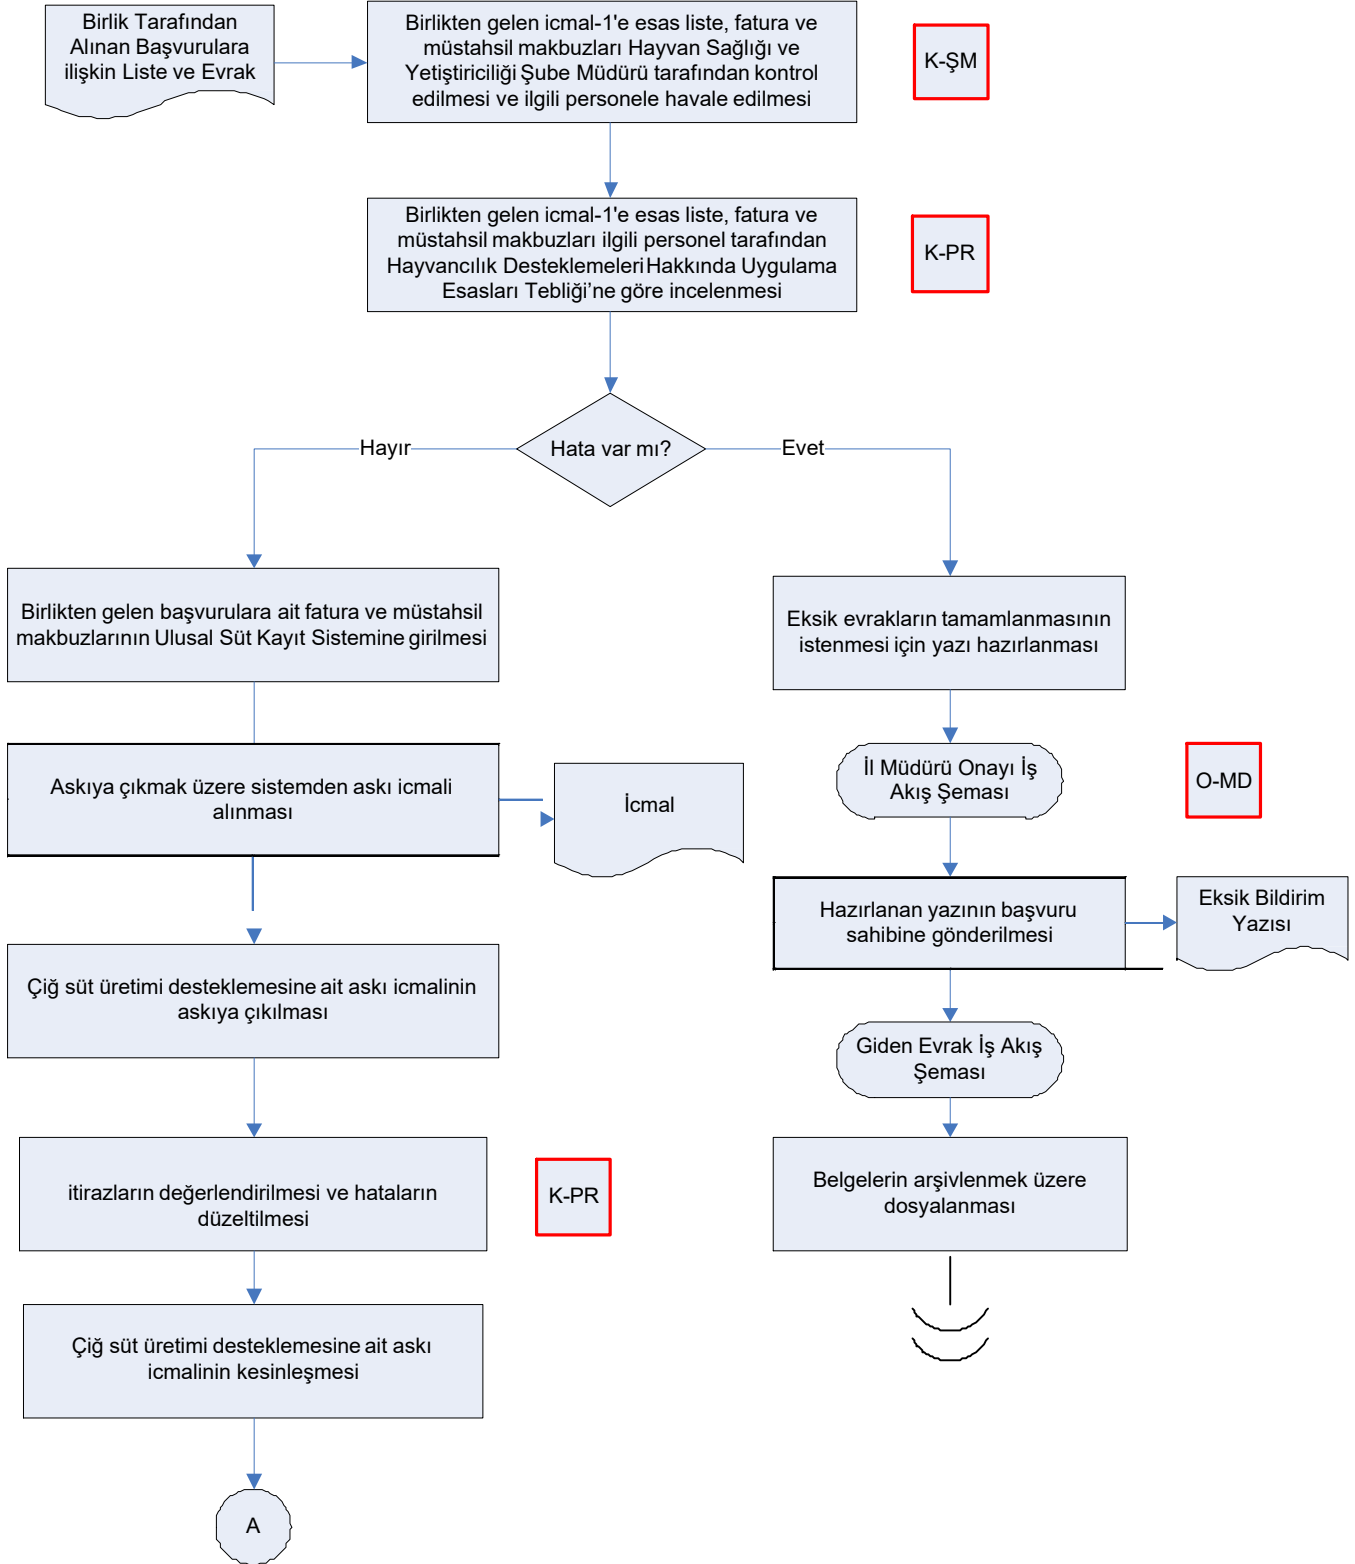 Birlik Tarafından
Alınan Başvurulara
ilişkin Liste ve Evrak
Birlikten gelen icmal-1'e esas liste, fatura ve
müstahsil makbuzları Hayvan Sağlığı ve
Yetiştiriciliği Şube Müdürü tarafından kontrol
edilmesi ve ilgili personele havale edilmesi
K-ŞM
Birlikten gelen icmal-1'e esas liste, fatura ve
müstahsil makbuzları ilgili personel tarafından
Hayvancılık Desteklemeleri Hakkında Uygulama
Esasları Tebliği’ne göre incelenmesi
K-PR
Hata var mı?
Hayır
Evet
Birlikten gelen başvurulara ait fatura ve müstahsil
makbuzlarının Ulusal Süt Kayıt Sistemine girilmesi
Eksik evrakların tamamlanmasının
istenmesi için yazı hazırlanması
Askıya çıkmak üzere sistemden askı icmali
alınması
İcmal
İl Müdürü Onayı İş
Akış Şeması
O-MD
Hazırlanan yazının başvuru
sahibine gönderilmesi
Eksik Bildirim
Yazısı
Çiğ süt üretimi desteklemesine ait askı icmalinin
askıya çıkılması
Giden Evrak İş Akış
Şeması
itirazların değerlendirilmesi ve hataların
düzeltilmesi
K-PR
Belgelerin arşivlenmek üzere
dosyalanması
Çiğ süt üretimi desteklemesine ait askı
icmalinin kesinleşmesi
A